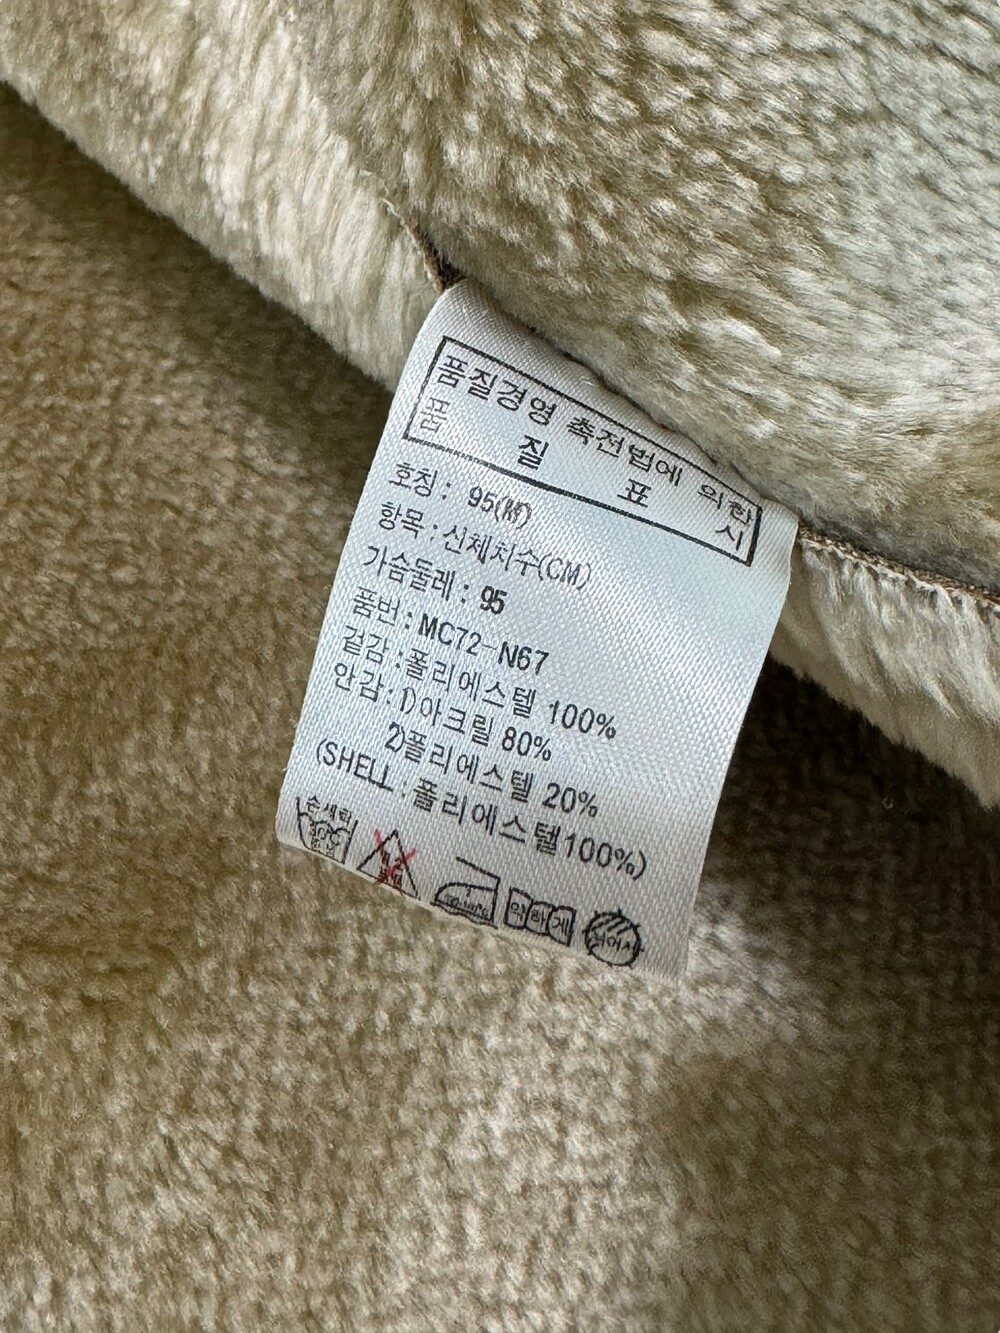 품질경영 촉전법에 의한
품 질 표 시
호칭: 95(M)
항목:신체치수(CM)
가슴둘레: 95
품번:MC72-N67
겉감:폴리에스텔 100%
안감:1)아크릴 80%
2)폴리에스텔 20%
(SHELL:폴리에스텔100%)
손세탁
약하게